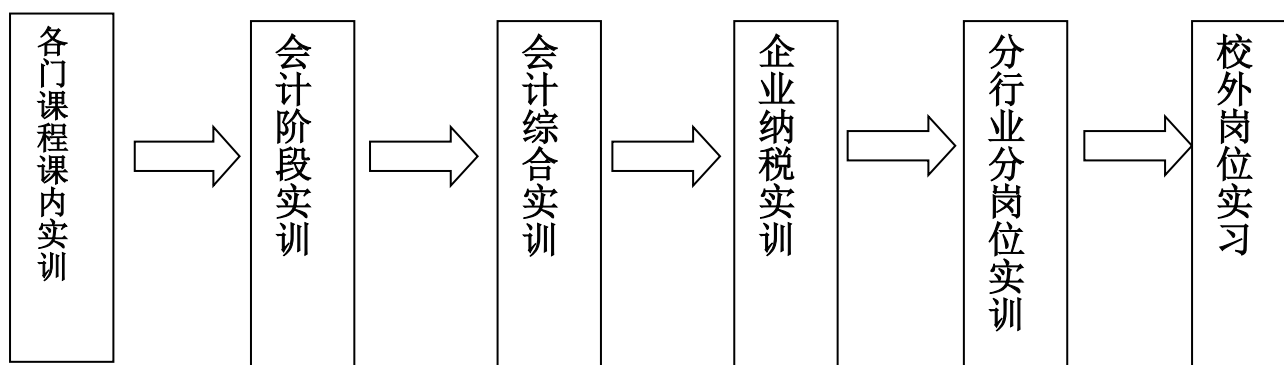 各门课程课内实训
会计阶段实训
会计综合实训
企业纳税实训
分行业分岗位实训
校外岗位实习